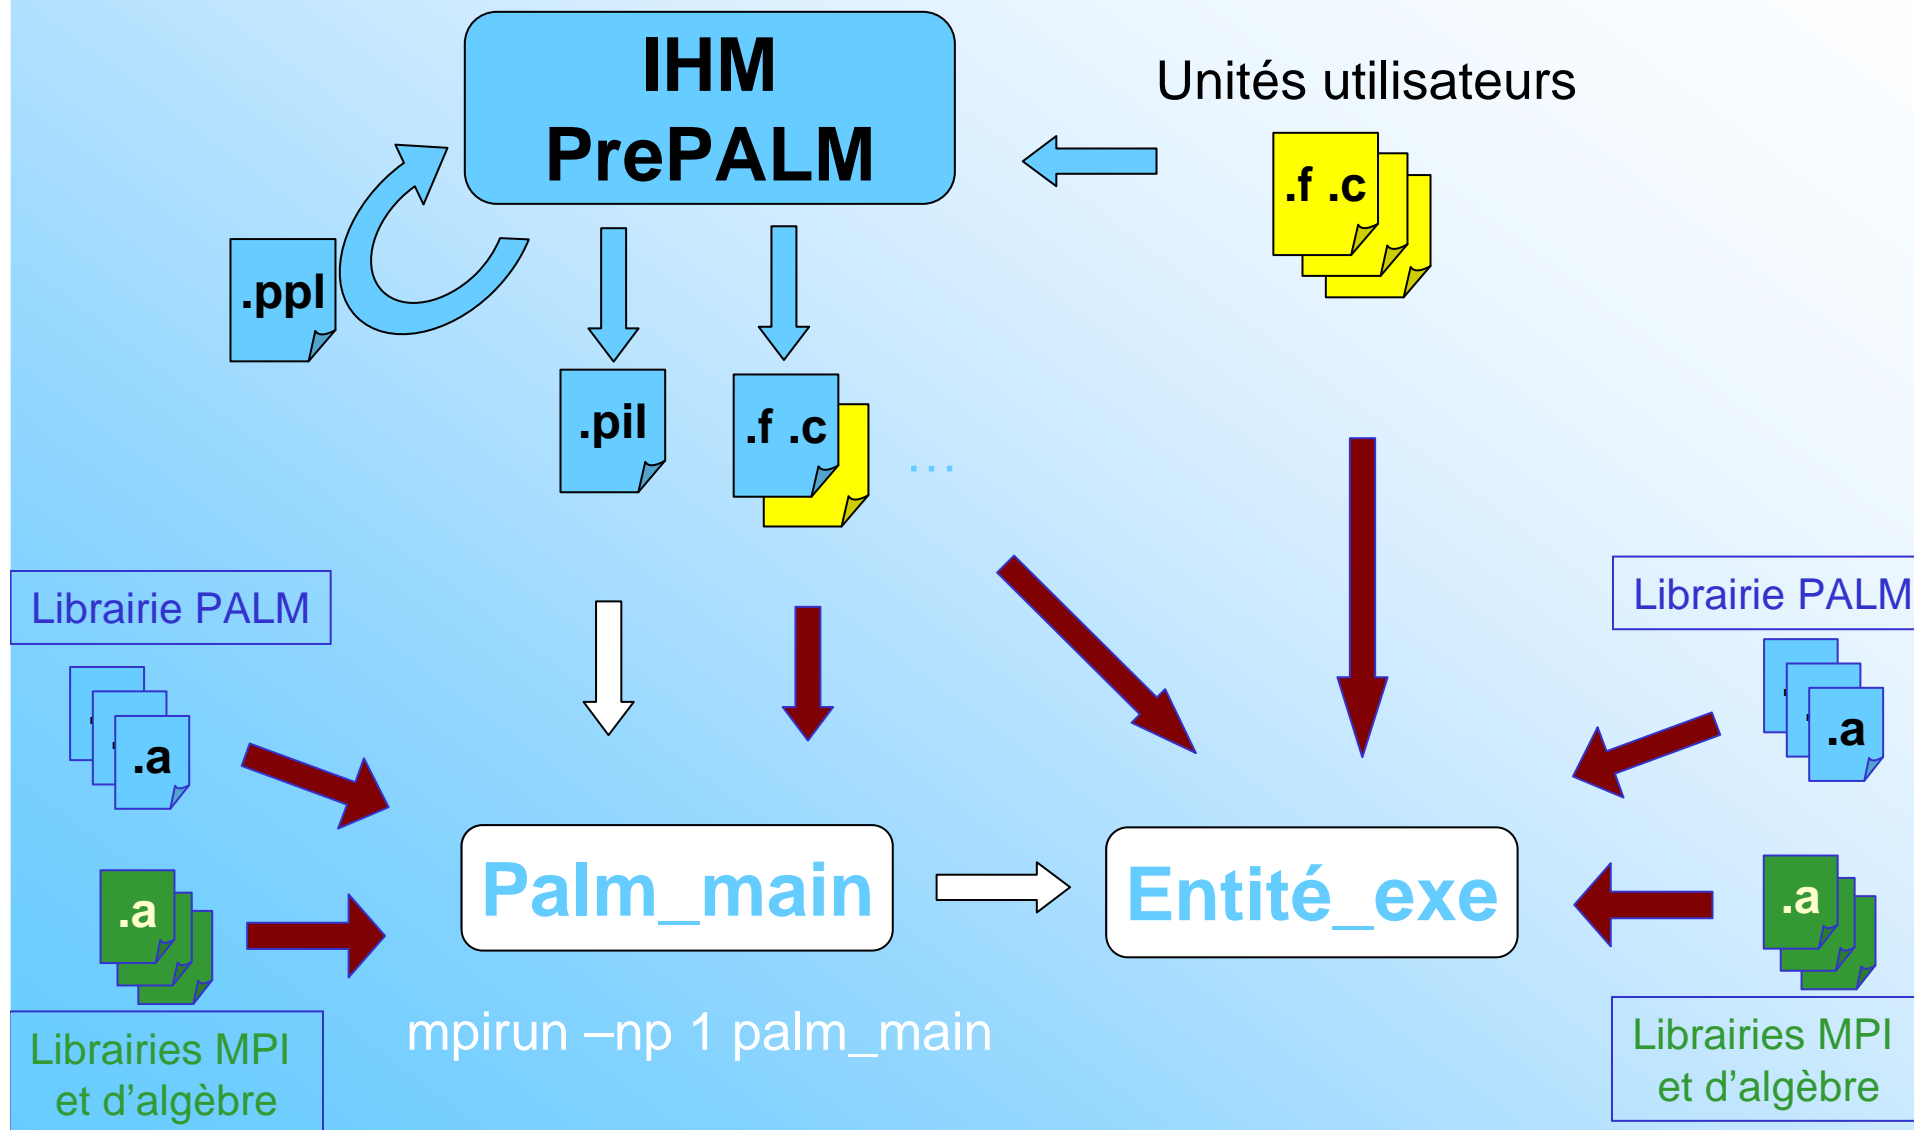 IHM
PrePALM
Unités utilisateurs
.f .c
.ppl
.pil
.f .c
...
Librairie PALM
Librairie PALM
.a
.a
Palm_main
Entité_exe
.a
.a
mpirun –np 1 palm_main
Librairies MPI
et d’algèbre
Librairies MPI
et d’algèbre